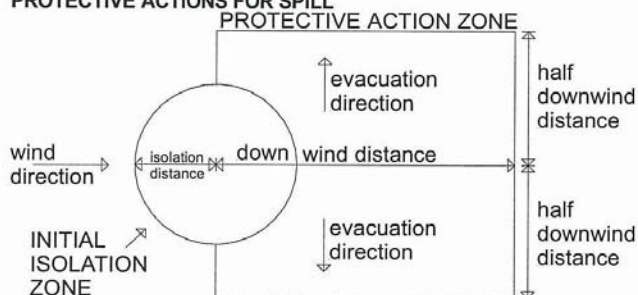 PROTECTIVE ACTIONS FOR SPILL
PROTECTIVE ACTION ZONE
evacuation
direction
half
downwind
distance
wind
direction
isolation
distance
down wind distance
evacuation
direction
half
downwind
distance
INITIAL
ISOLATION
ZONE